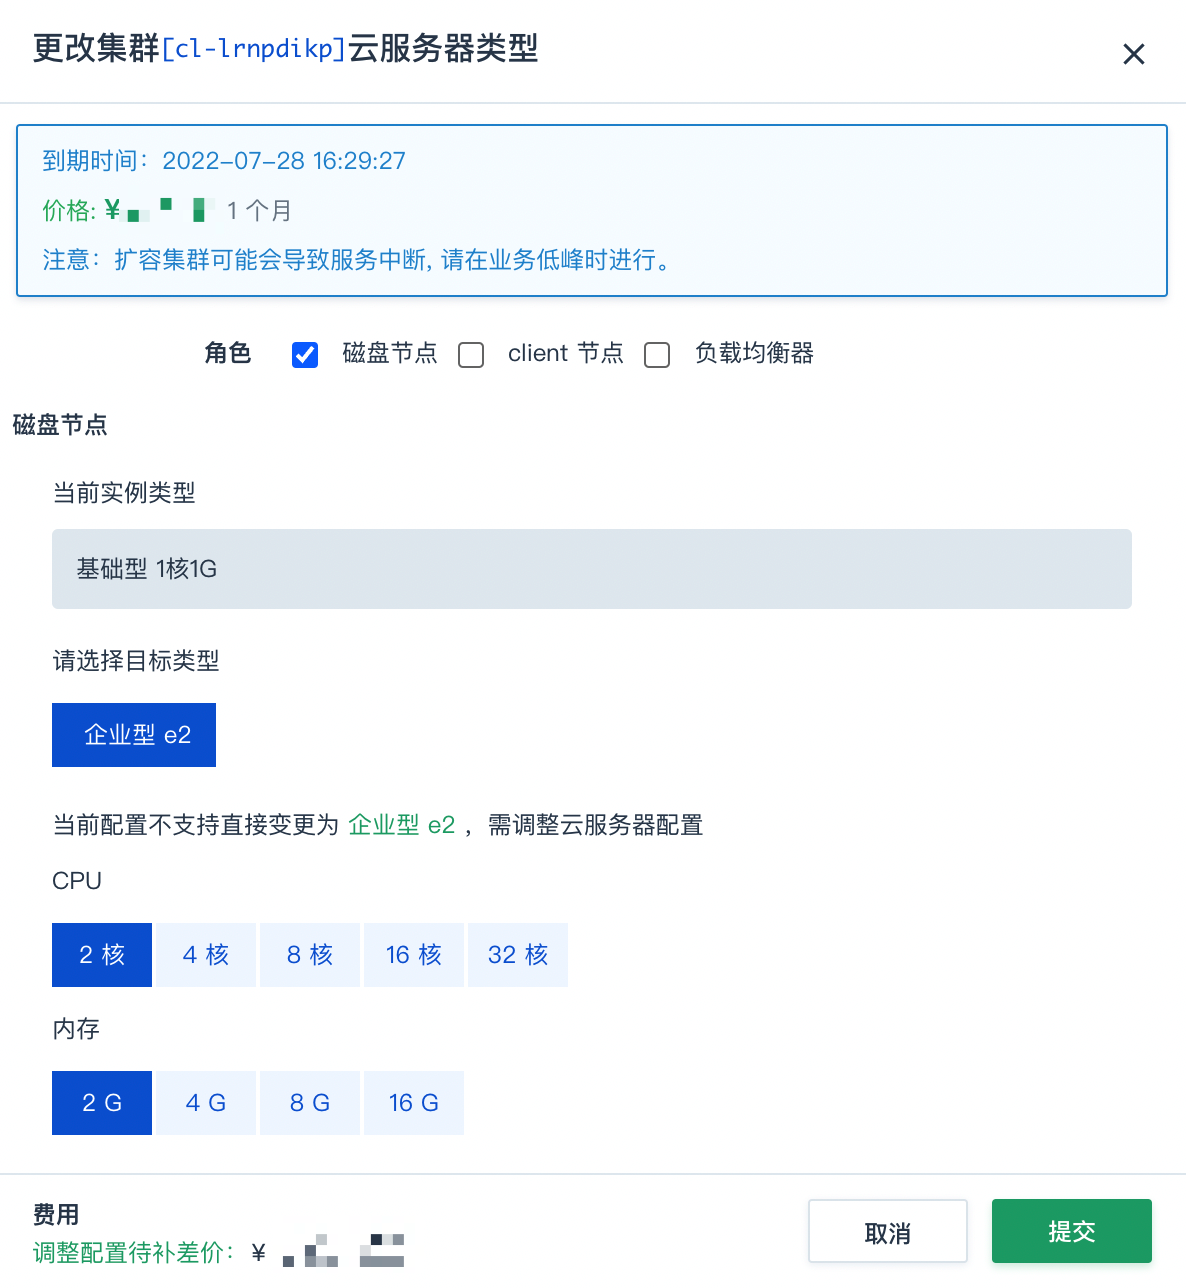 更改集群[cl-lrnpdikp]云服务器类型
到期时间：2022-07-28 16:29:27
价格: ¥ 1 个月
注意：扩容集群可能会导致服务中断, 请在业务低峰时进行。
角色 磁盘节点 client 节点 负载均衡器
磁盘节点
当前实例类型
基础型 1核1G
请选择目标类型
企业型 e2
当前配置不支持直接变更为 企业型 e2 ，需调整云服务器配置
CPU
2 核 4 核 8 核 16 核 32 核
内存
2 G 4 G 8 G 16 G
费用
调整配置待补差价：¥
取消 提交